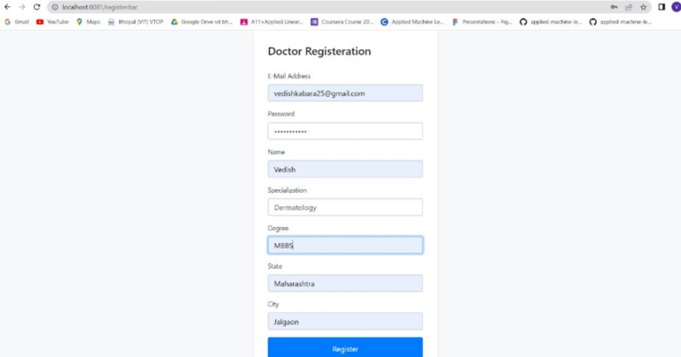 localhost:8081/registerdoc
Gmail YouTube Maps Bhopal (VIT) VTOP Google Drive vit bh... A11+Applied Linear... Coursera Course 20... Applied Machine Le... Presentations – Fig... applied-machine-le... applied-machine-le...
Doctor Registeration
E-Mail Address
vedishkabara25@gmail.com
Password
•••••••••••
Name
Vedish
Specialization
Dermatology
Degree
MBBS
State
Maharashtra
City
Jalgaon
Register